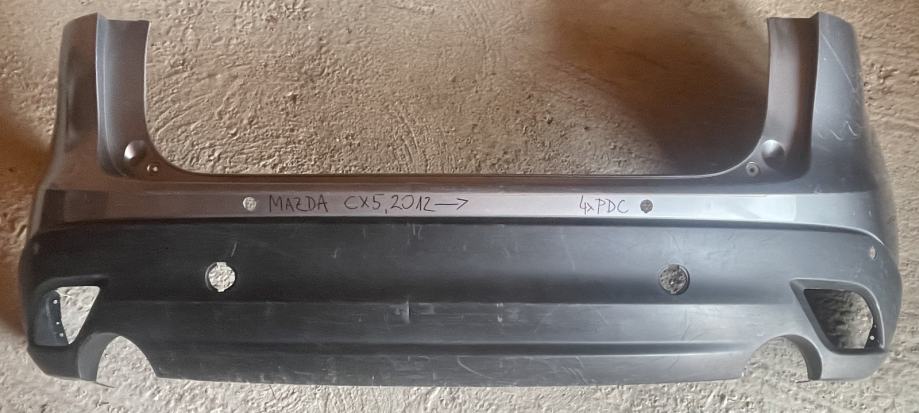 MAZDA CX5, 2012 → 4xPDC